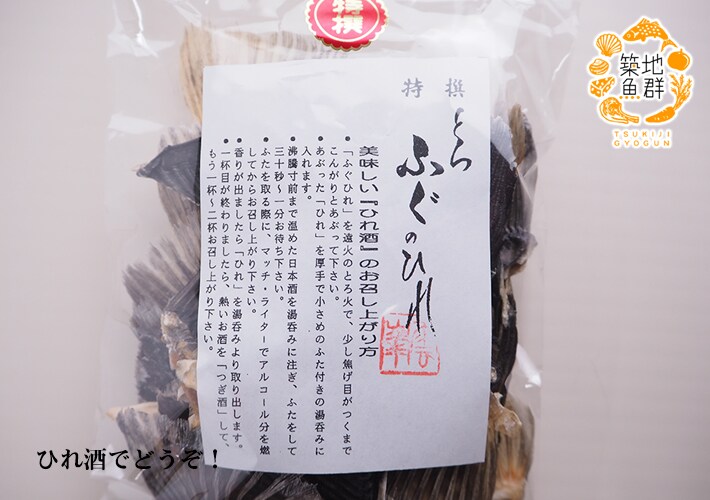 特撰
築地
魚群
TSUKIJI
GYOGUN
特撰
とら
ふぐのひれ
美味しい『ひれ酒』のお召し上がり方
●「ふぐひれ」を遠火のとろ火で、少し焦げ目がつくまで
こんがりとあぶって下さい。
●あぶった「ひれ」を厚手で小さめのふた付きの湯呑みに
入れます。
●沸騰寸前まで温めた日本酒を湯呑みに注ぎ、ふたをして
三十秒〜一分お待ち下さい。
●ふたを取る際に、マッチ・ライターでアルコール分を燃
してからお召し上がり下さい。
●香りが出ましたら「ひれ」を湯呑みより取り出します。
●一杯目が終わりましたら、熱いお酒を「つぎ酒」して、
もう一杯〜二杯お召し上がり下さい。
ひれ酒でどうぞ！